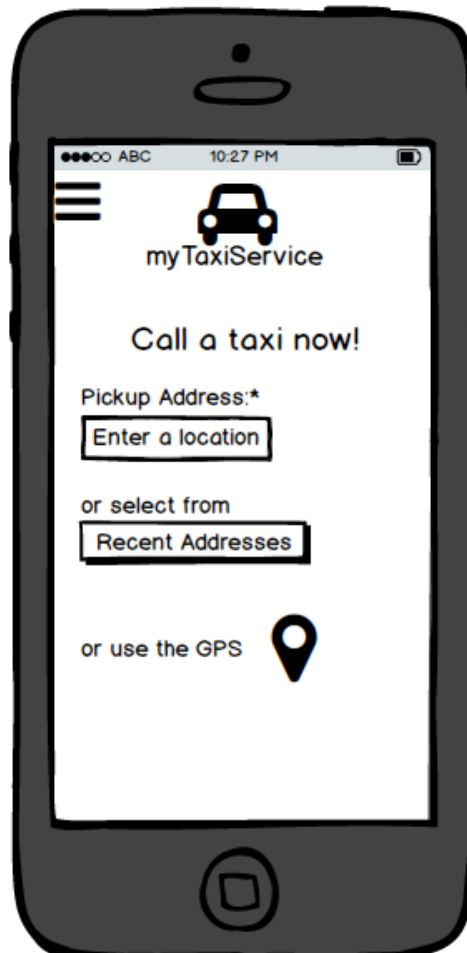 ABC 10:27 PM
myTaxiService
Call a taxi now!
Pickup Address:*
Enter a location
or select from
Recent Addresses
or use the GPS